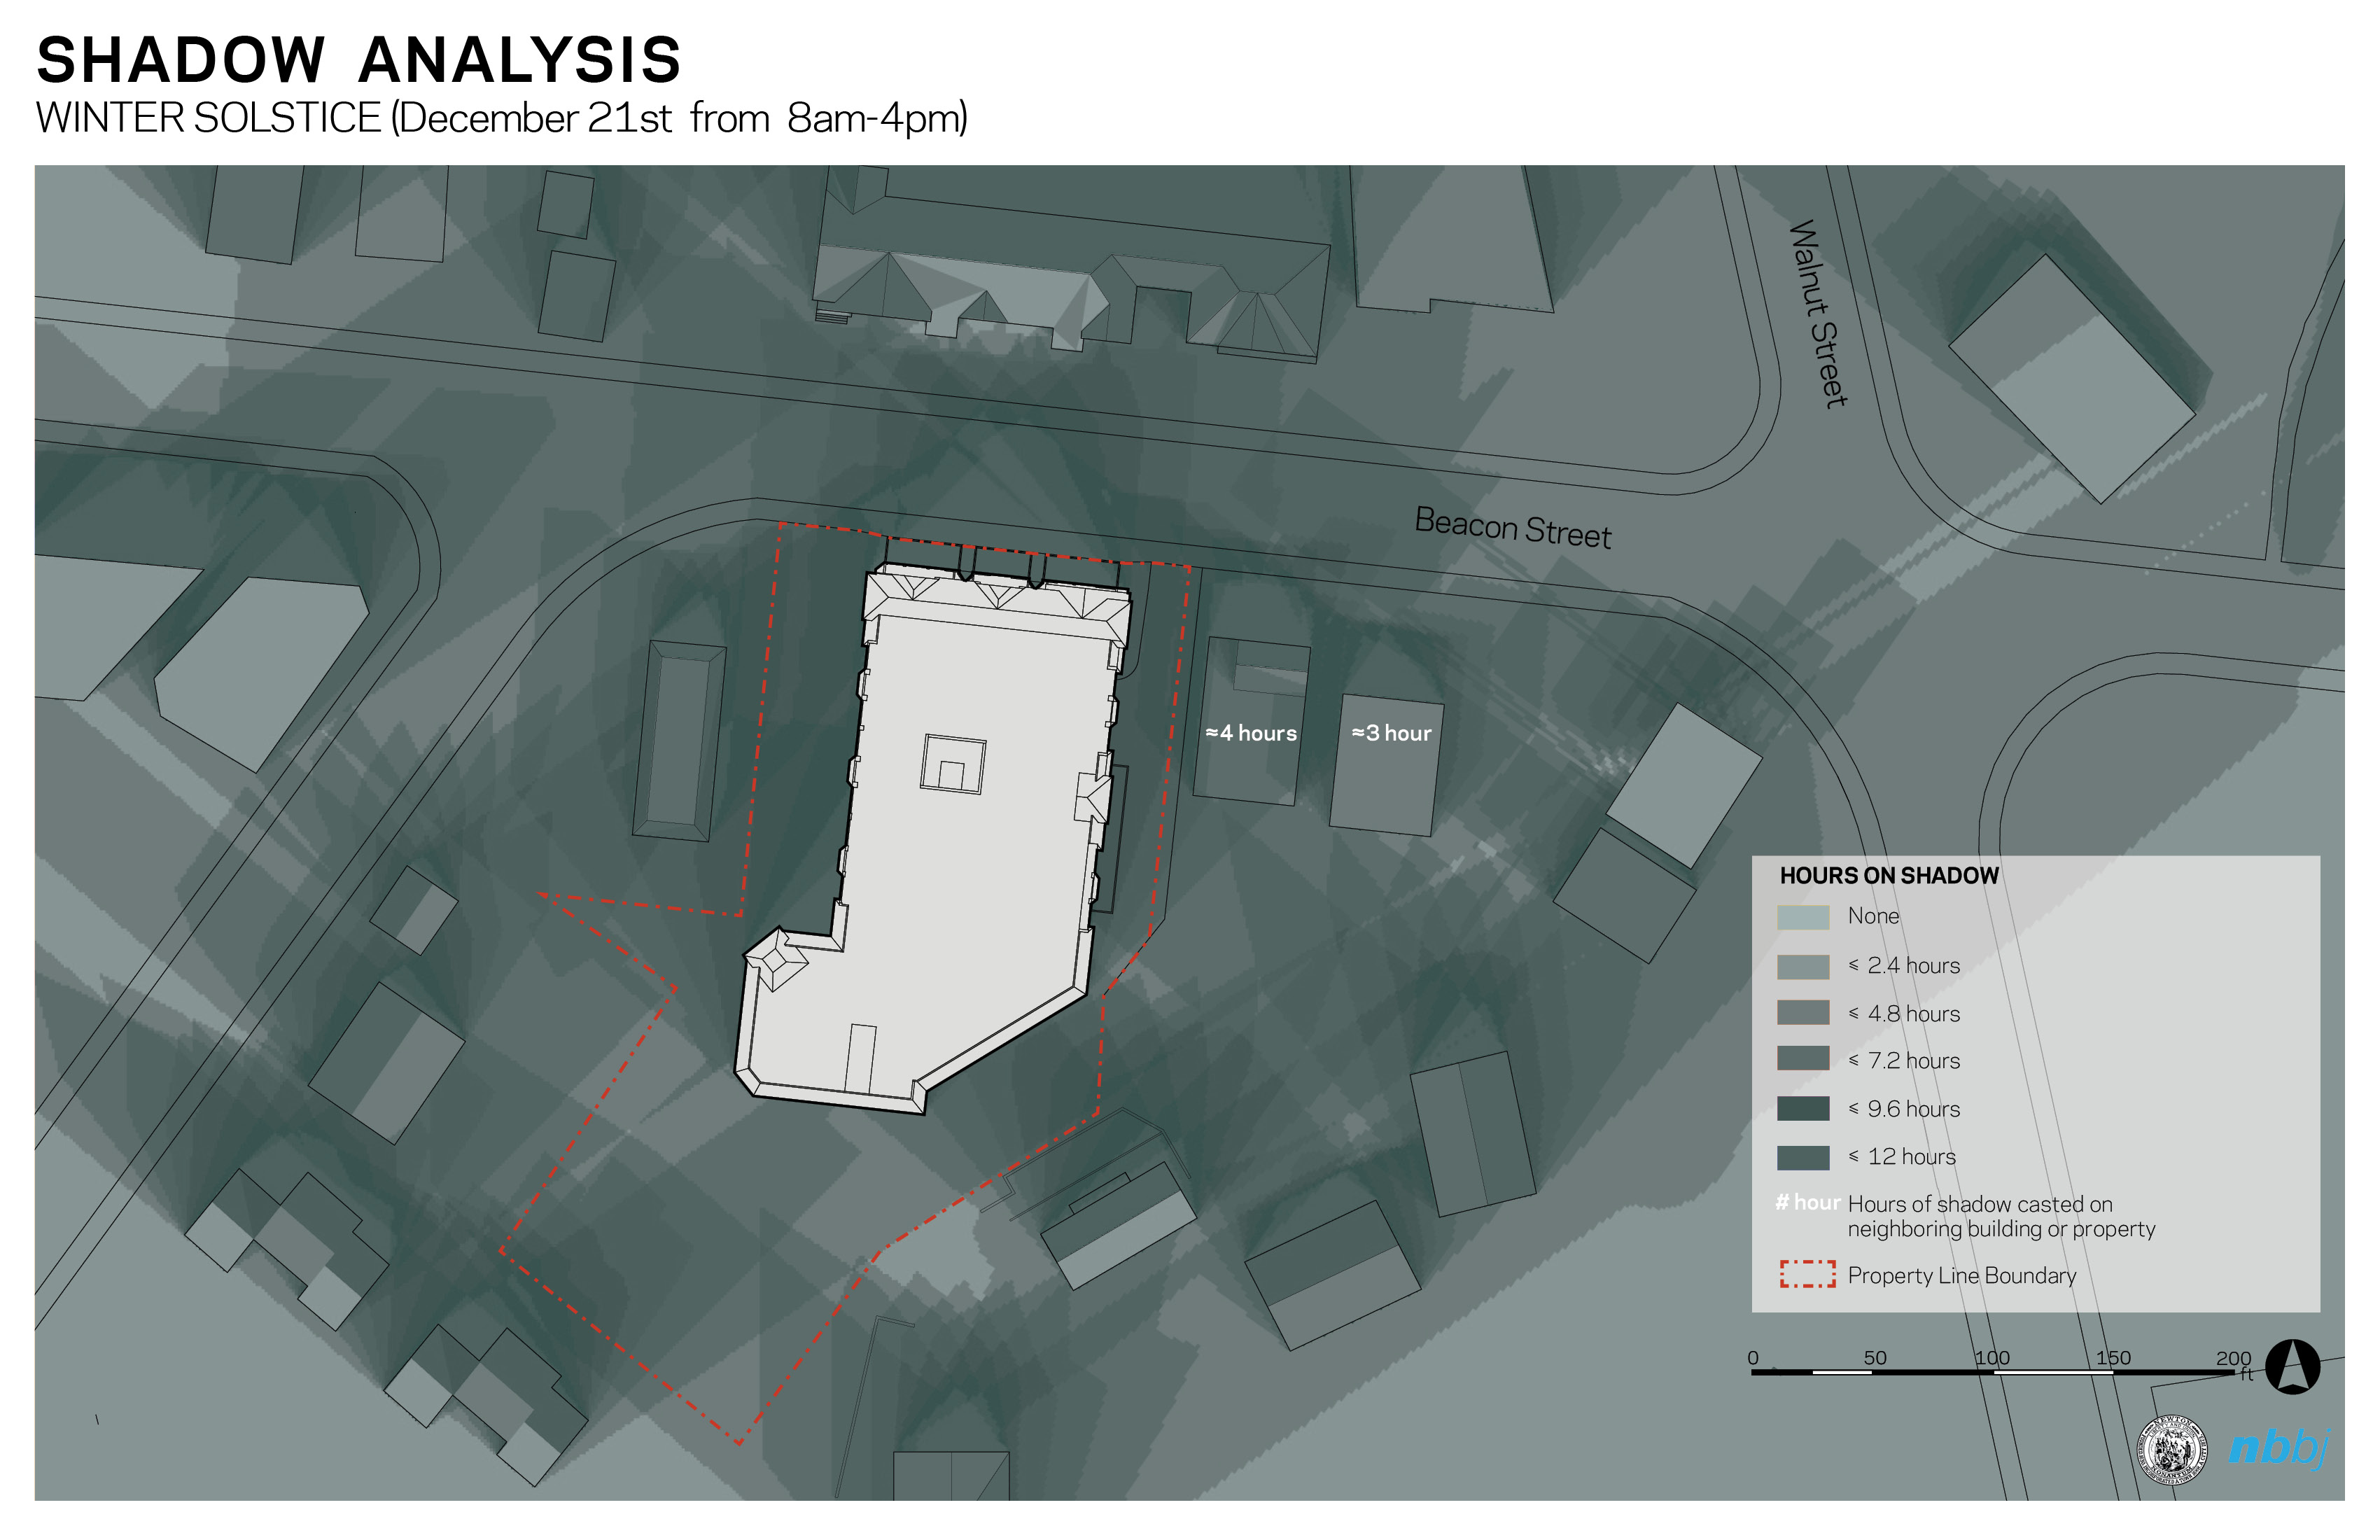 SHADOW ANALYSIS
WINTER SOLSTICE (December 21st from 8am-4pm)
Walnut Street
Beacon Street
≈4 hours
≈3 hour
HOURS ON SHADOW
None
≤ 2.4 hours
≤ 4.8 hours
≤ 7.2 hours
≤ 9.6 hours
≤ 12 hours
# hour Hours of shadow casted on
neighboring building or property
Property Line Boundary
0 50 100 150 200
ft
nbbj